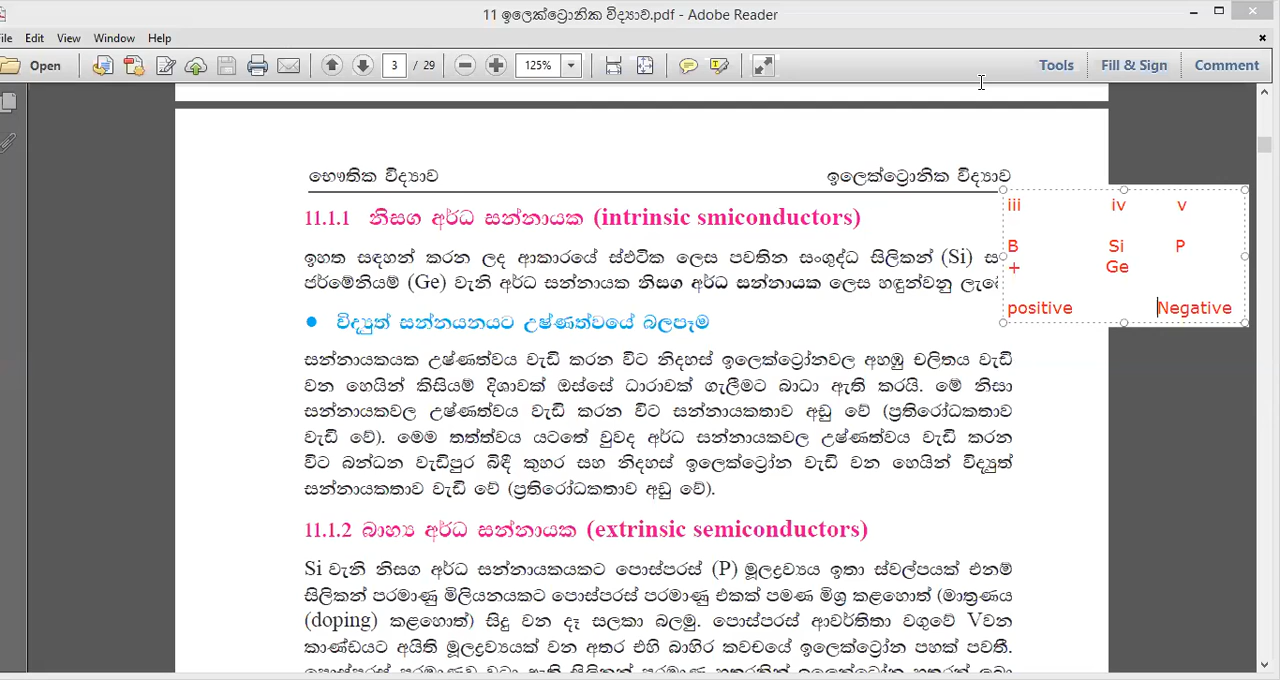 11 ඉලෙක්ට්‍රොනික විද්‍යාව.pdf - Adobe Reader
File Edit View Window Help
Open 3 / 29 125% Tools Fill & Sign Comment
භෞතික විද්‍යාව ඉලෙක්ට්‍රොනික විද්‍යාව
11.1.1 නිසග අර්ධ සන්නායක (intrinsic smiconductors)
ඉහත සඳහන් කරන ලද ආකාරයේ ස්ඵටික ලෙස පවතින සංශුද්ධ සිලිකන් (Si) ස
ජර්මේනියම් (Ge) වැනි අර්ධ සන්නායක නිසග අර්ධ සන්නායක ලෙස හඳුන්වනු
iii iv v
B Si P
+ Ge
positive Negative
● විද්‍යුත් සන්නයනයට උෂ්ණත්වයේ බලපෑම
සන්නායකයක උෂ්ණත්වය වැඩි කරන විට නිදහස් ඉලෙක්ට්‍රෝනවල අහඹු චලිතය වැඩි
වන හෙයින් කිසියම් දිශාවක් ඔස්සේ ධාරාවක් ගැලීමට බාධා ඇති කරයි. මේ නිසා
සන්නායකවල උෂ්ණත්වය වැඩි කරන විට සන්නායකතාව අඩු වේ (ප්‍රතිරෝධකතාව
වැඩි වේ). මෙම තත්ත්වය යටතේ වුවද අර්ධ සන්නායකවල උෂ්ණත්වය වැඩි කරන
විට බන්ධන වැඩිපුර බිඳී කුහර සහ නිදහස් ඉලෙක්ට්‍රෝන වැඩි වන හෙයින් විද්‍යුත්
සන්නායකතාව වැඩි වේ (ප්‍රතිරෝධකතාව අඩු වේ).
11.1.2 බාහ්‍ය අර්ධ සන්නායක (extrinsic semiconductors)
Si වැනි නිසග අර්ධ සන්නායකයකට පොස්පරස් (P) මූලද්‍රව්‍යය ඉතා ස්වල්පයක් එනම්
සිලිකන් පරමාණු මිලියනයකට පොස්පරස් පරමාණු එකක් පමණ මිශ්‍ර කළහොත් (මාත්‍රණය
(doping) කළහොත්) සිදු වන දෑ සලකා බලමු. පොස්පරස් ආවර්තිතා වගුවේ Vවන
කාණ්ඩයට අයිති මූලද්‍රව්‍යයක් වන අතර එහි බාහිර කවචයේ ඉලෙක්ට්‍රෝන පහක් පවතී.